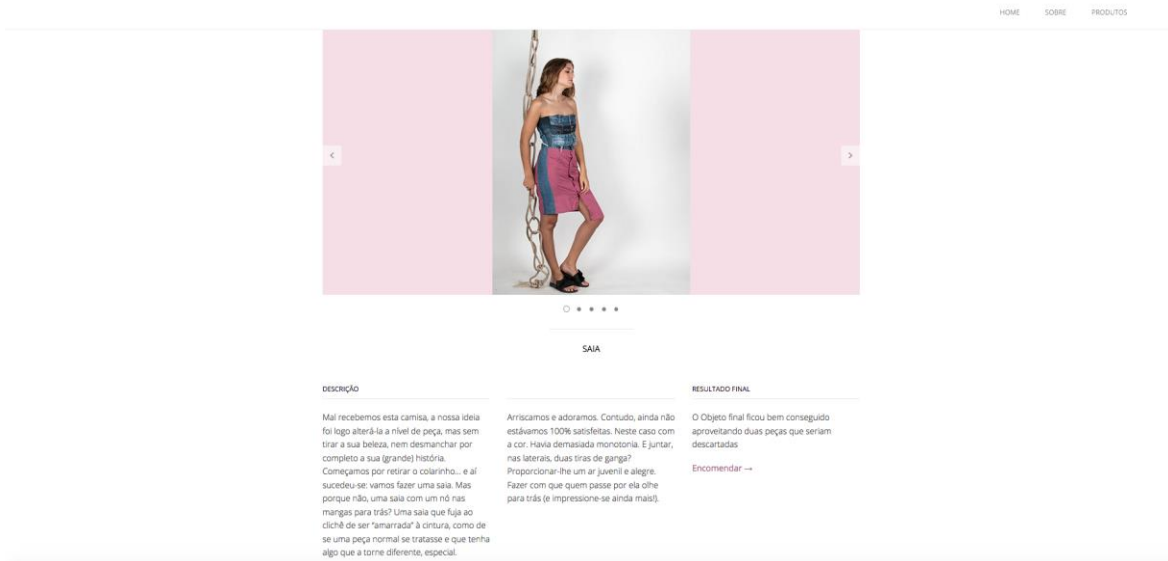 HOME SOBRE PRODUTOS
SAIA
DESCRIÇÃO
Mal recebemos esta camisa, a nossa ideia
foi logo alterá-la a nível de peça, mas sem
tirar a sua beleza, nem desmanchar por
completo a sua (grande) história.
Começamos por retirar o colarinho... e aí
sucedeu-se: vamos fazer uma saia. Mas
porque não, uma saia com um nó nas
mangas para trás? Uma saia que fuja ao
clichê de ser “amarrada” à cintura, como de
se uma peça normal se tratasse e que tenha
algo que a torne diferente, especial.
Arriscamos e adoramos. Contudo, ainda não
estávamos 100% satisfeitas. Neste caso com
a cor. Havia demasiada monotonia. E juntar,
nas laterais, duas tiras de ganga?
Proporcionar-lhe um ar juvenil e alegre.
Fazer com que quem passe por ela olhe
para trás (e impressione-se ainda mais!).
RESULTADO FINAL
O Objeto final ficou bem conseguido
aproveitando duas peças que seriam
descartadas
Encomendar →